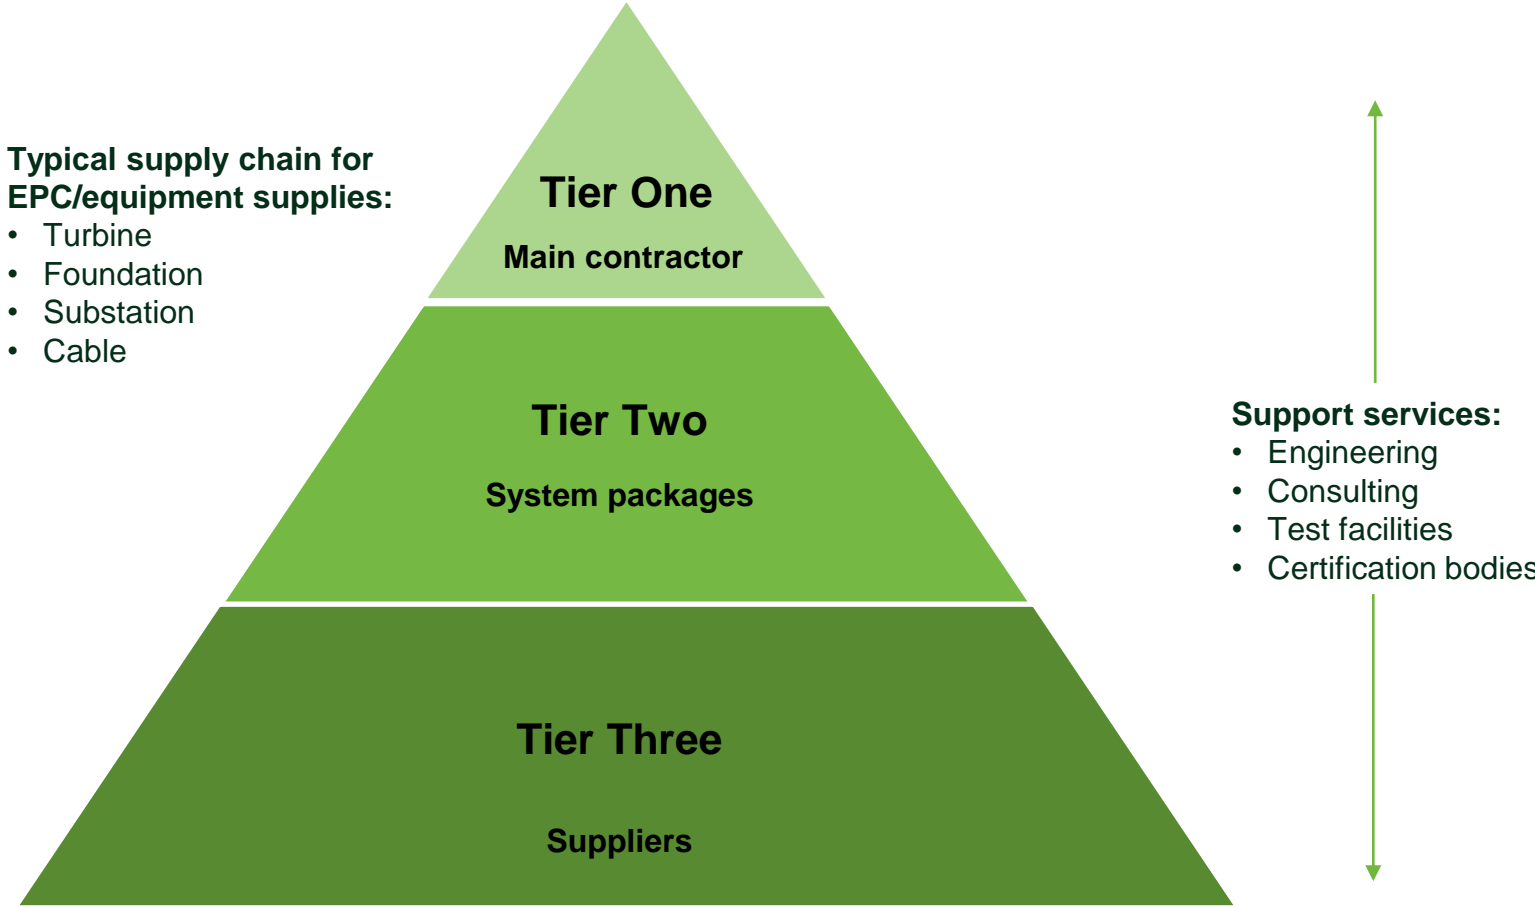 Typical supply chain for
EPC/equipment supplies:
• Turbine
• Foundation
• Substation
• Cable
Tier One
Main contractor
Tier Two
System packages
Tier Three
Suppliers
Support services:
• Engineering
• Consulting
• Test facilities
• Certification bodies